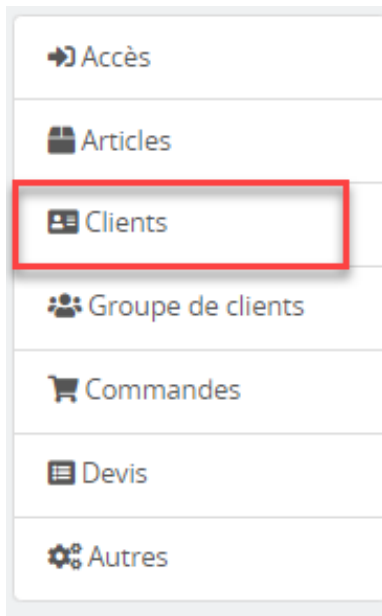 Accès
Articles
Clients
Groupe de clients
Commandes
Devis
Autres